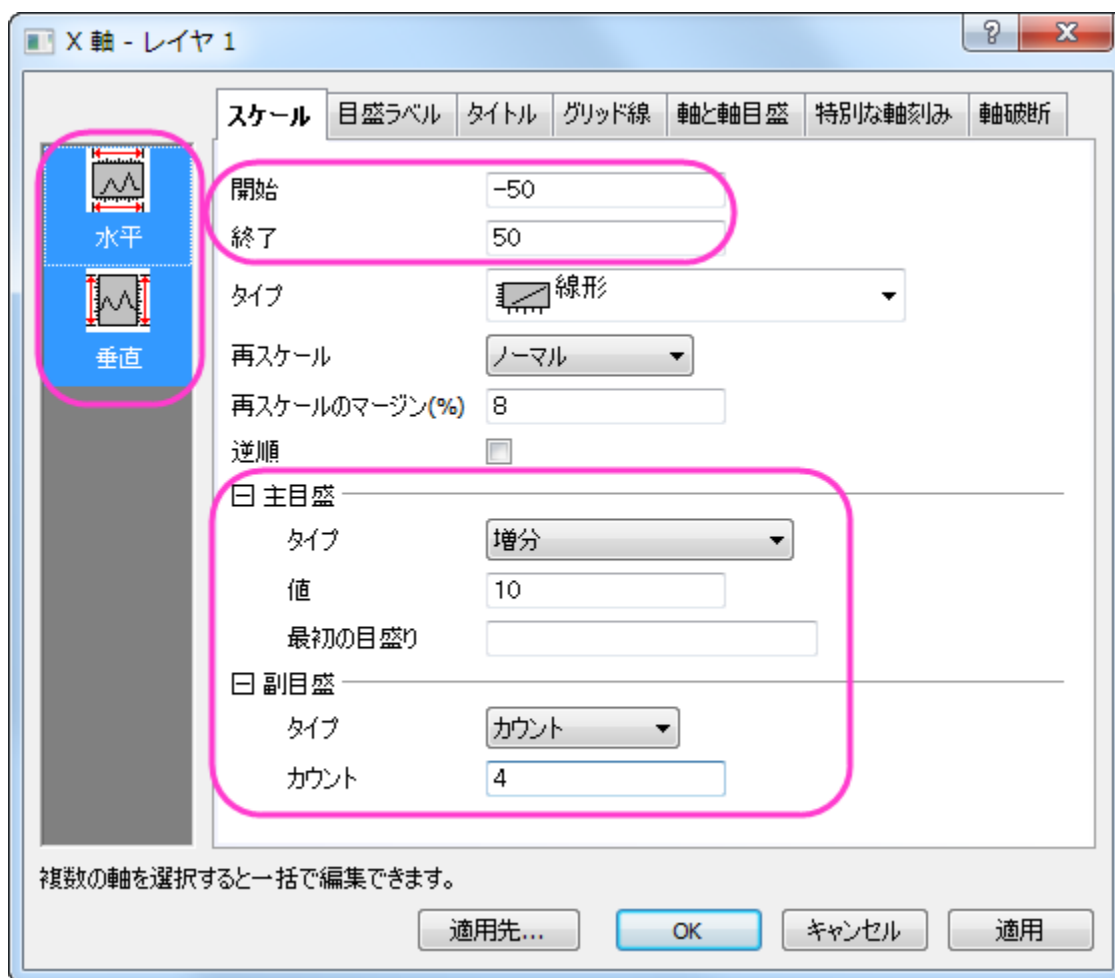 X 軸 - レイヤ 1
スケール 目盛ラベル タイトル グリッド線 軸と軸目盛 特別な軸刻み 軸破断
水平
垂直
開始 -50
終了 50
タイプ 線形
再スケール ノーマル
再スケールのマージン(%) 8
逆順
主目盛
タイプ 増分
値 10
最初の目盛り
副目盛
タイプ カウント
カウント 4
複数の軸を選択すると一括で編集できます。
適用先... OK キャンセル 適用